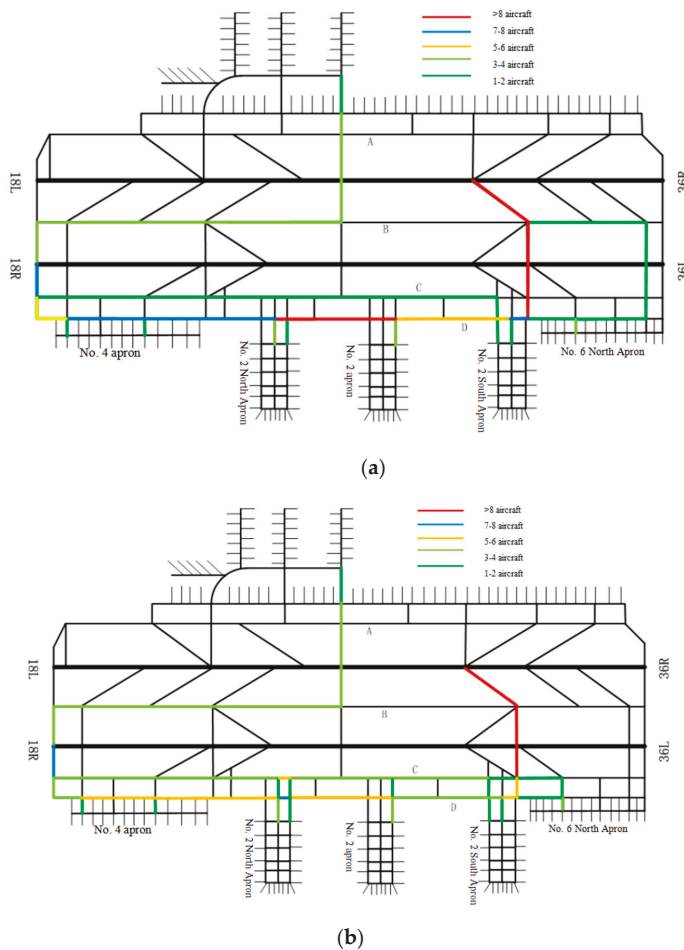 >8 aircraft
7-8 aircraft
5-6 aircraft
3-4 aircraft
1-2 aircraft
A
18L
36R
B
18R
36L
C
D
No. 4 apron
No. 2 North Apron
No. 2 apron
No. 2 South Apron
No. 6 North Apron
(a)
>8 aircraft
7-8 aircraft
5-6 aircraft
3-4 aircraft
1-2 aircraft
A
18L
36R
B
18R
36L
C
D
No. 4 apron
No. 2 North Apron
No. 2 apron
No. 2 South Apron
No. 6 North Apron
(b)